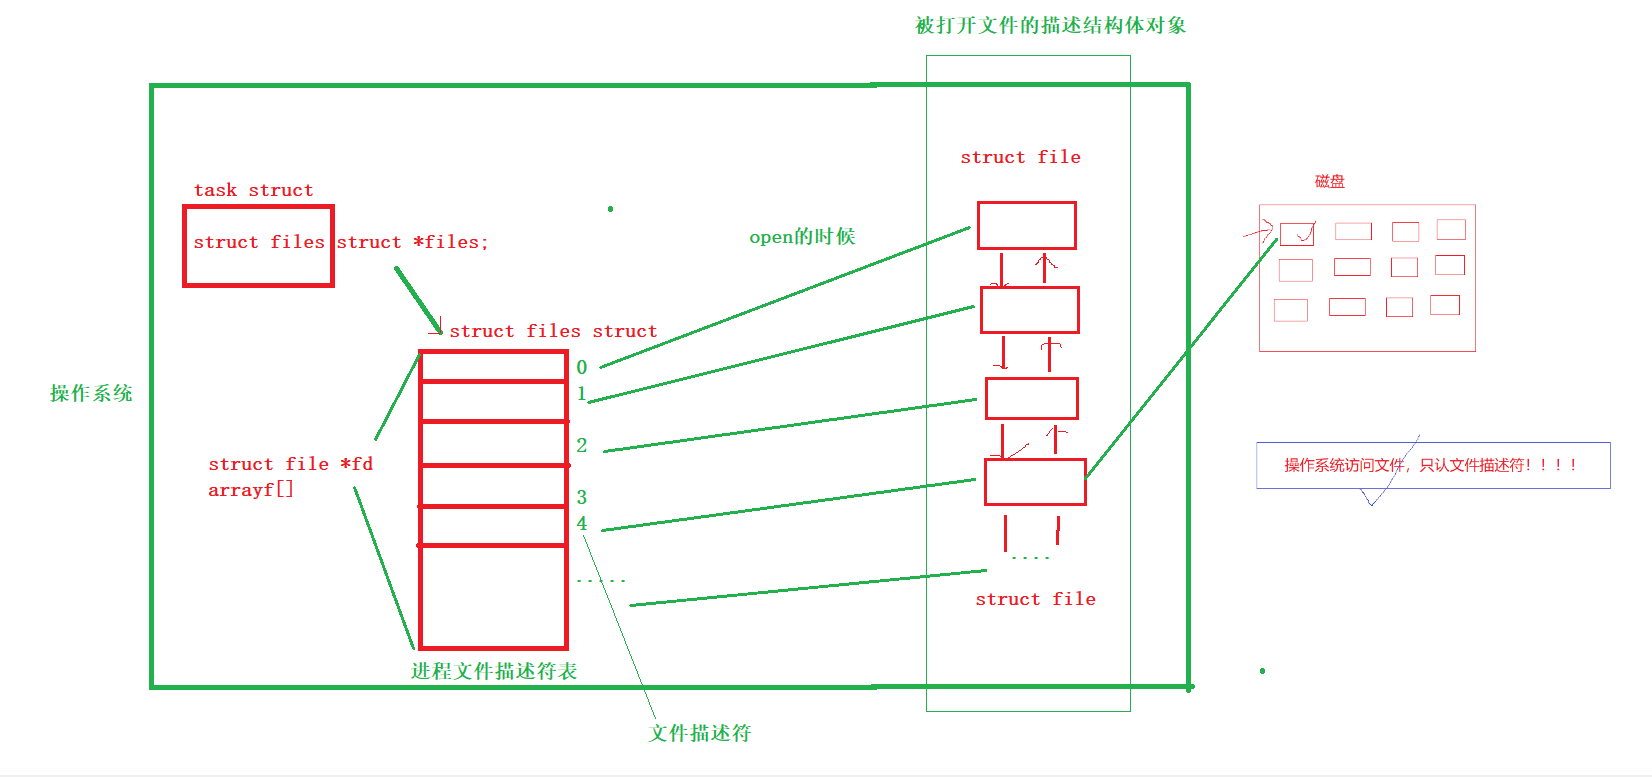 被打开文件的描述结构体对象
struct file
磁盘
task struct
struct files struct *files;
open的时候
struct files struct
0
1
操作系统
2
struct file *fd
arrayf[]
操作系统访问文件，只认文件描述符！！！！
3
4
.....
....
struct file
进程文件描述符表
文件描述符